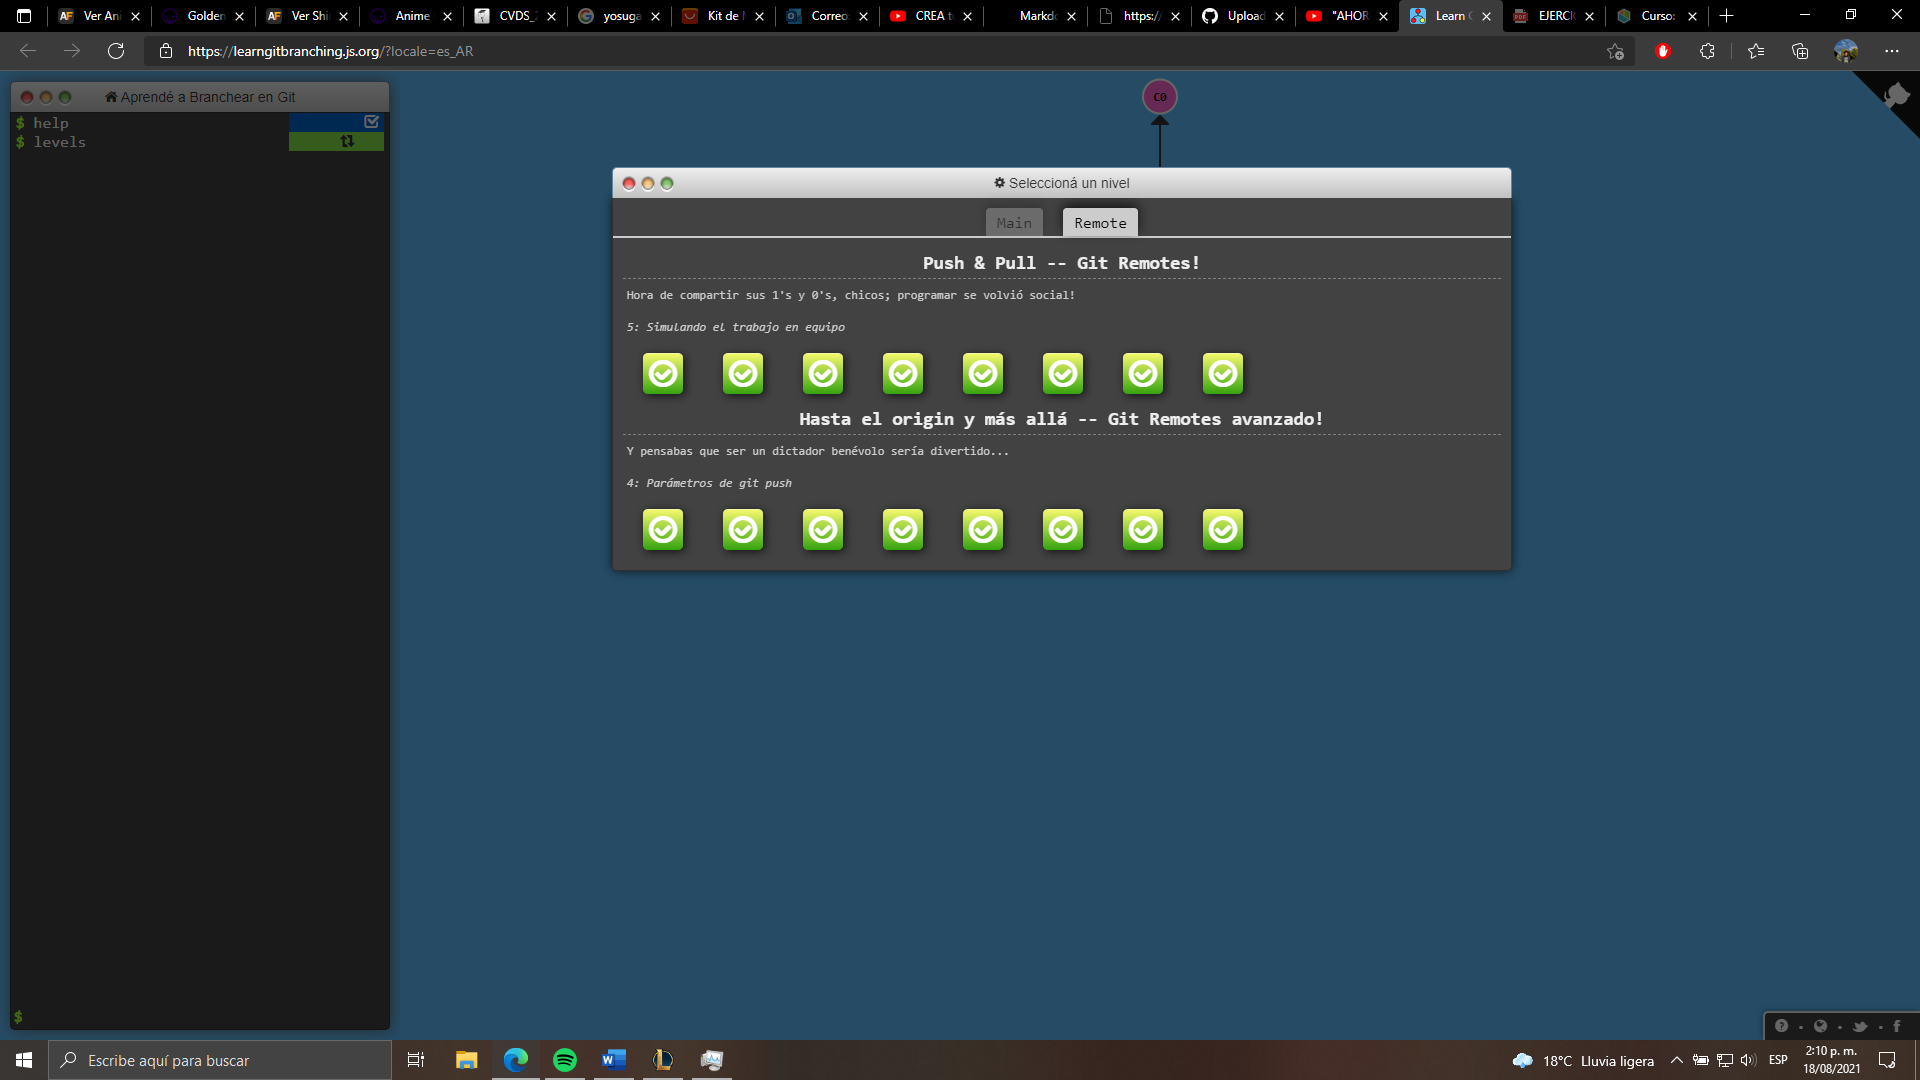 Ver Ani
Golden
Ver Shi
Anime
CVDS_2
yosuga
Kit de M
Correo:
CREA t
Markdo
https:/
Upload
"AHOR
Learn G
EJERCI
Curso:
https://learngitbranching.js.org/?locale=es_AR
Aprendé a Branchear en Git
$ help
$ levels
$
C0
Seleccioná un nivel
Main
Remote
Push & Pull -- Git Remotes!
Hora de compartir sus 1's y 0's, chicos; programar se volvió social!
5: Simulando el trabajo en equipo
Hasta el origin y más allá -- Git Remotes avanzado!
Y pensabas que ser un dictador benévolo sería divertido...
4: Parámetros de git push
Escribe aquí para buscar
18°C Lluvia ligera
ESP
2:10 p. m.
18/08/2021